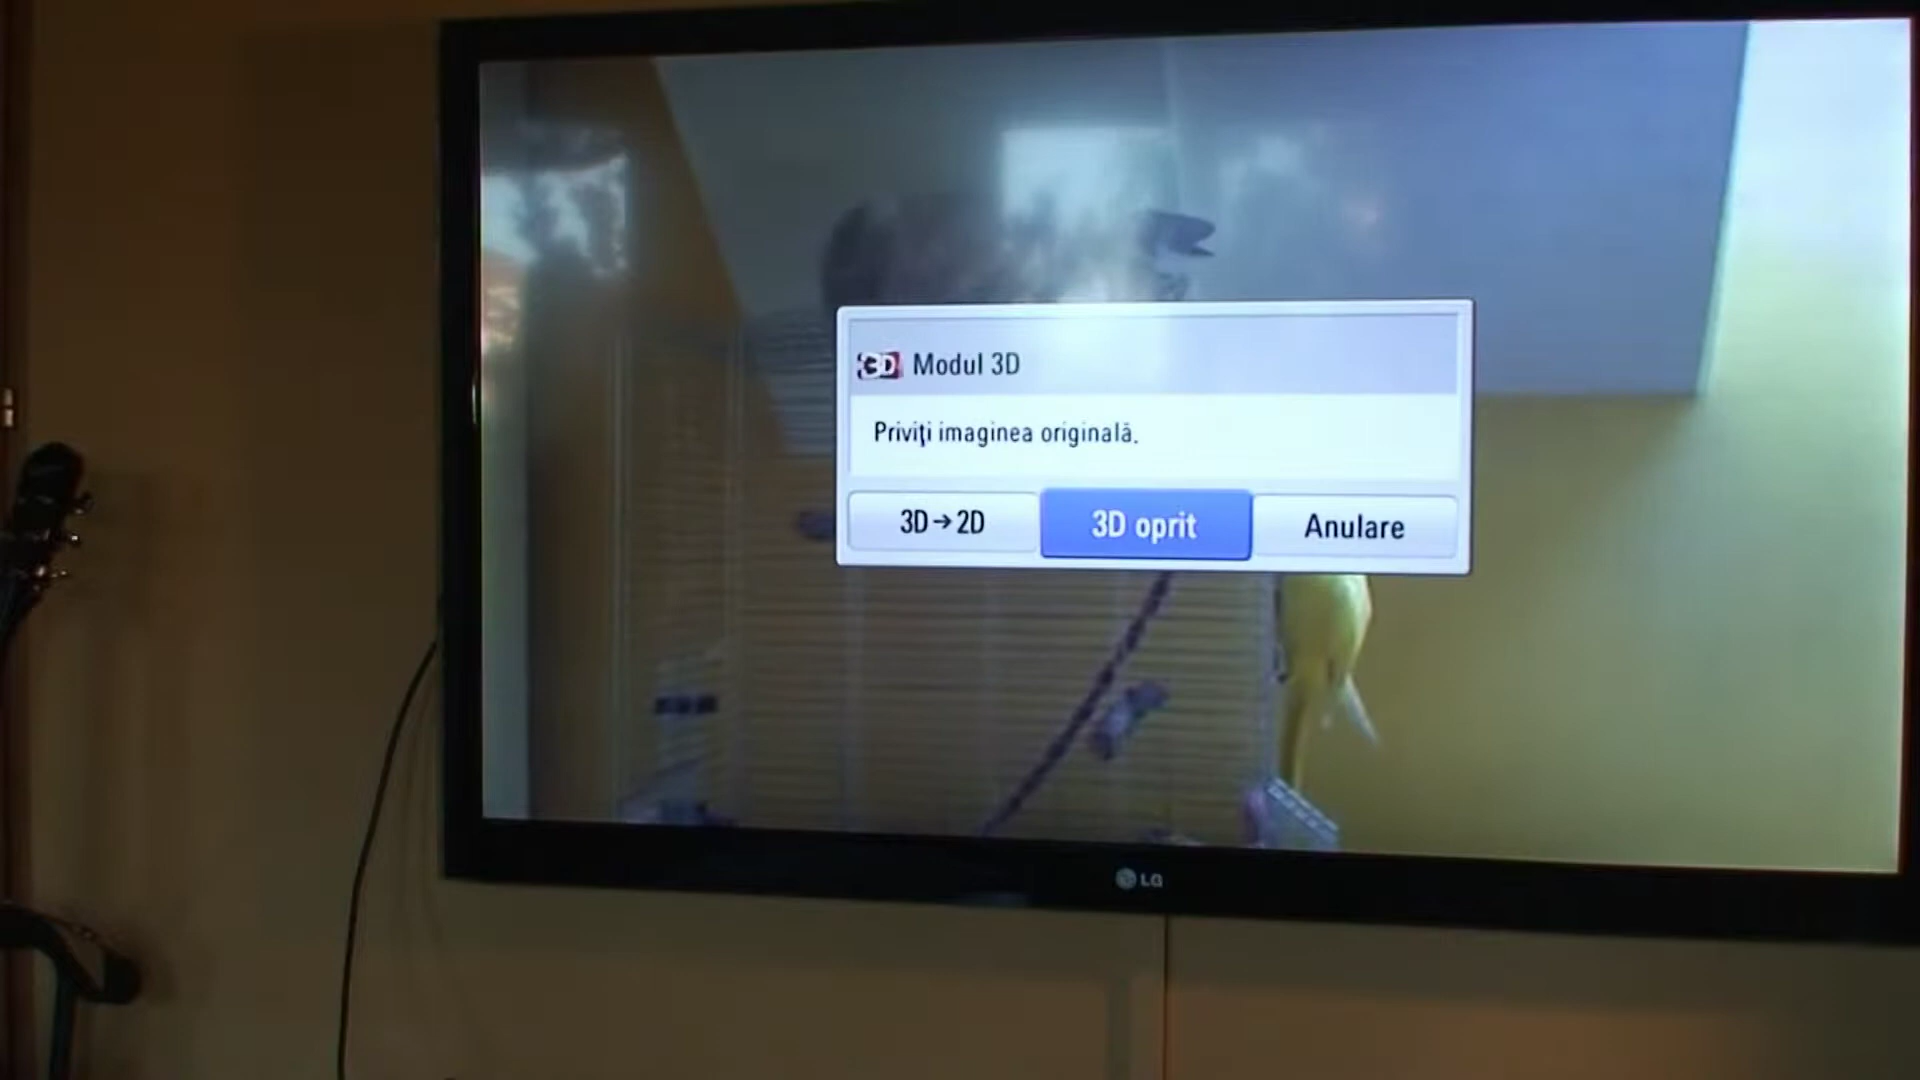 3D Modul 3D
Priviţi imaginea originală.
3D→2D 3D oprit Anulare
LG